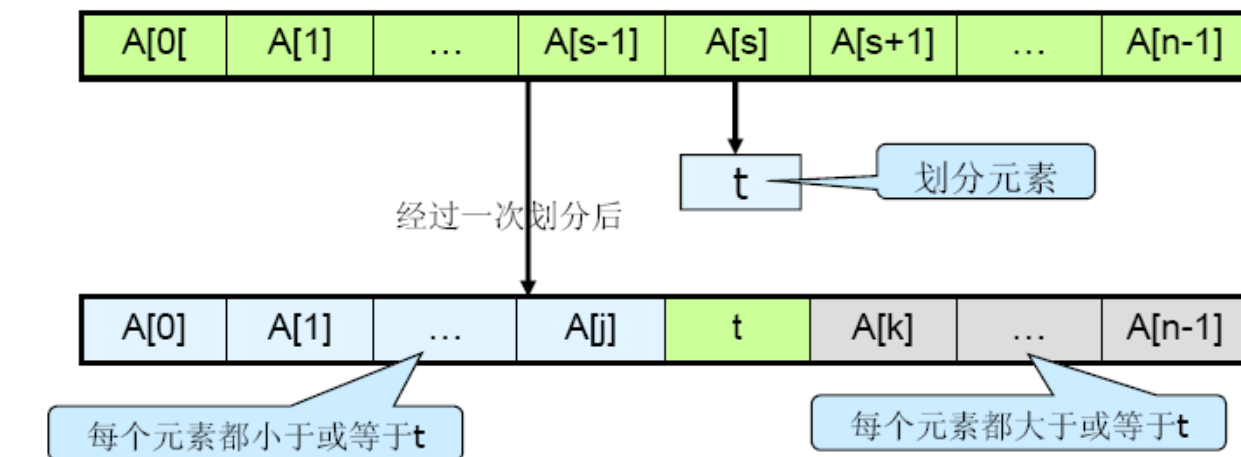 A[0[ A[1] … A[s-1] A[s] A[s+1] … A[n-1]
t 划分元素
经过一次划分后
A[0] A[1] … A[j] t A[k] … A[n-1]
每个元素都小于或等于t 每个元素都大于或等于t